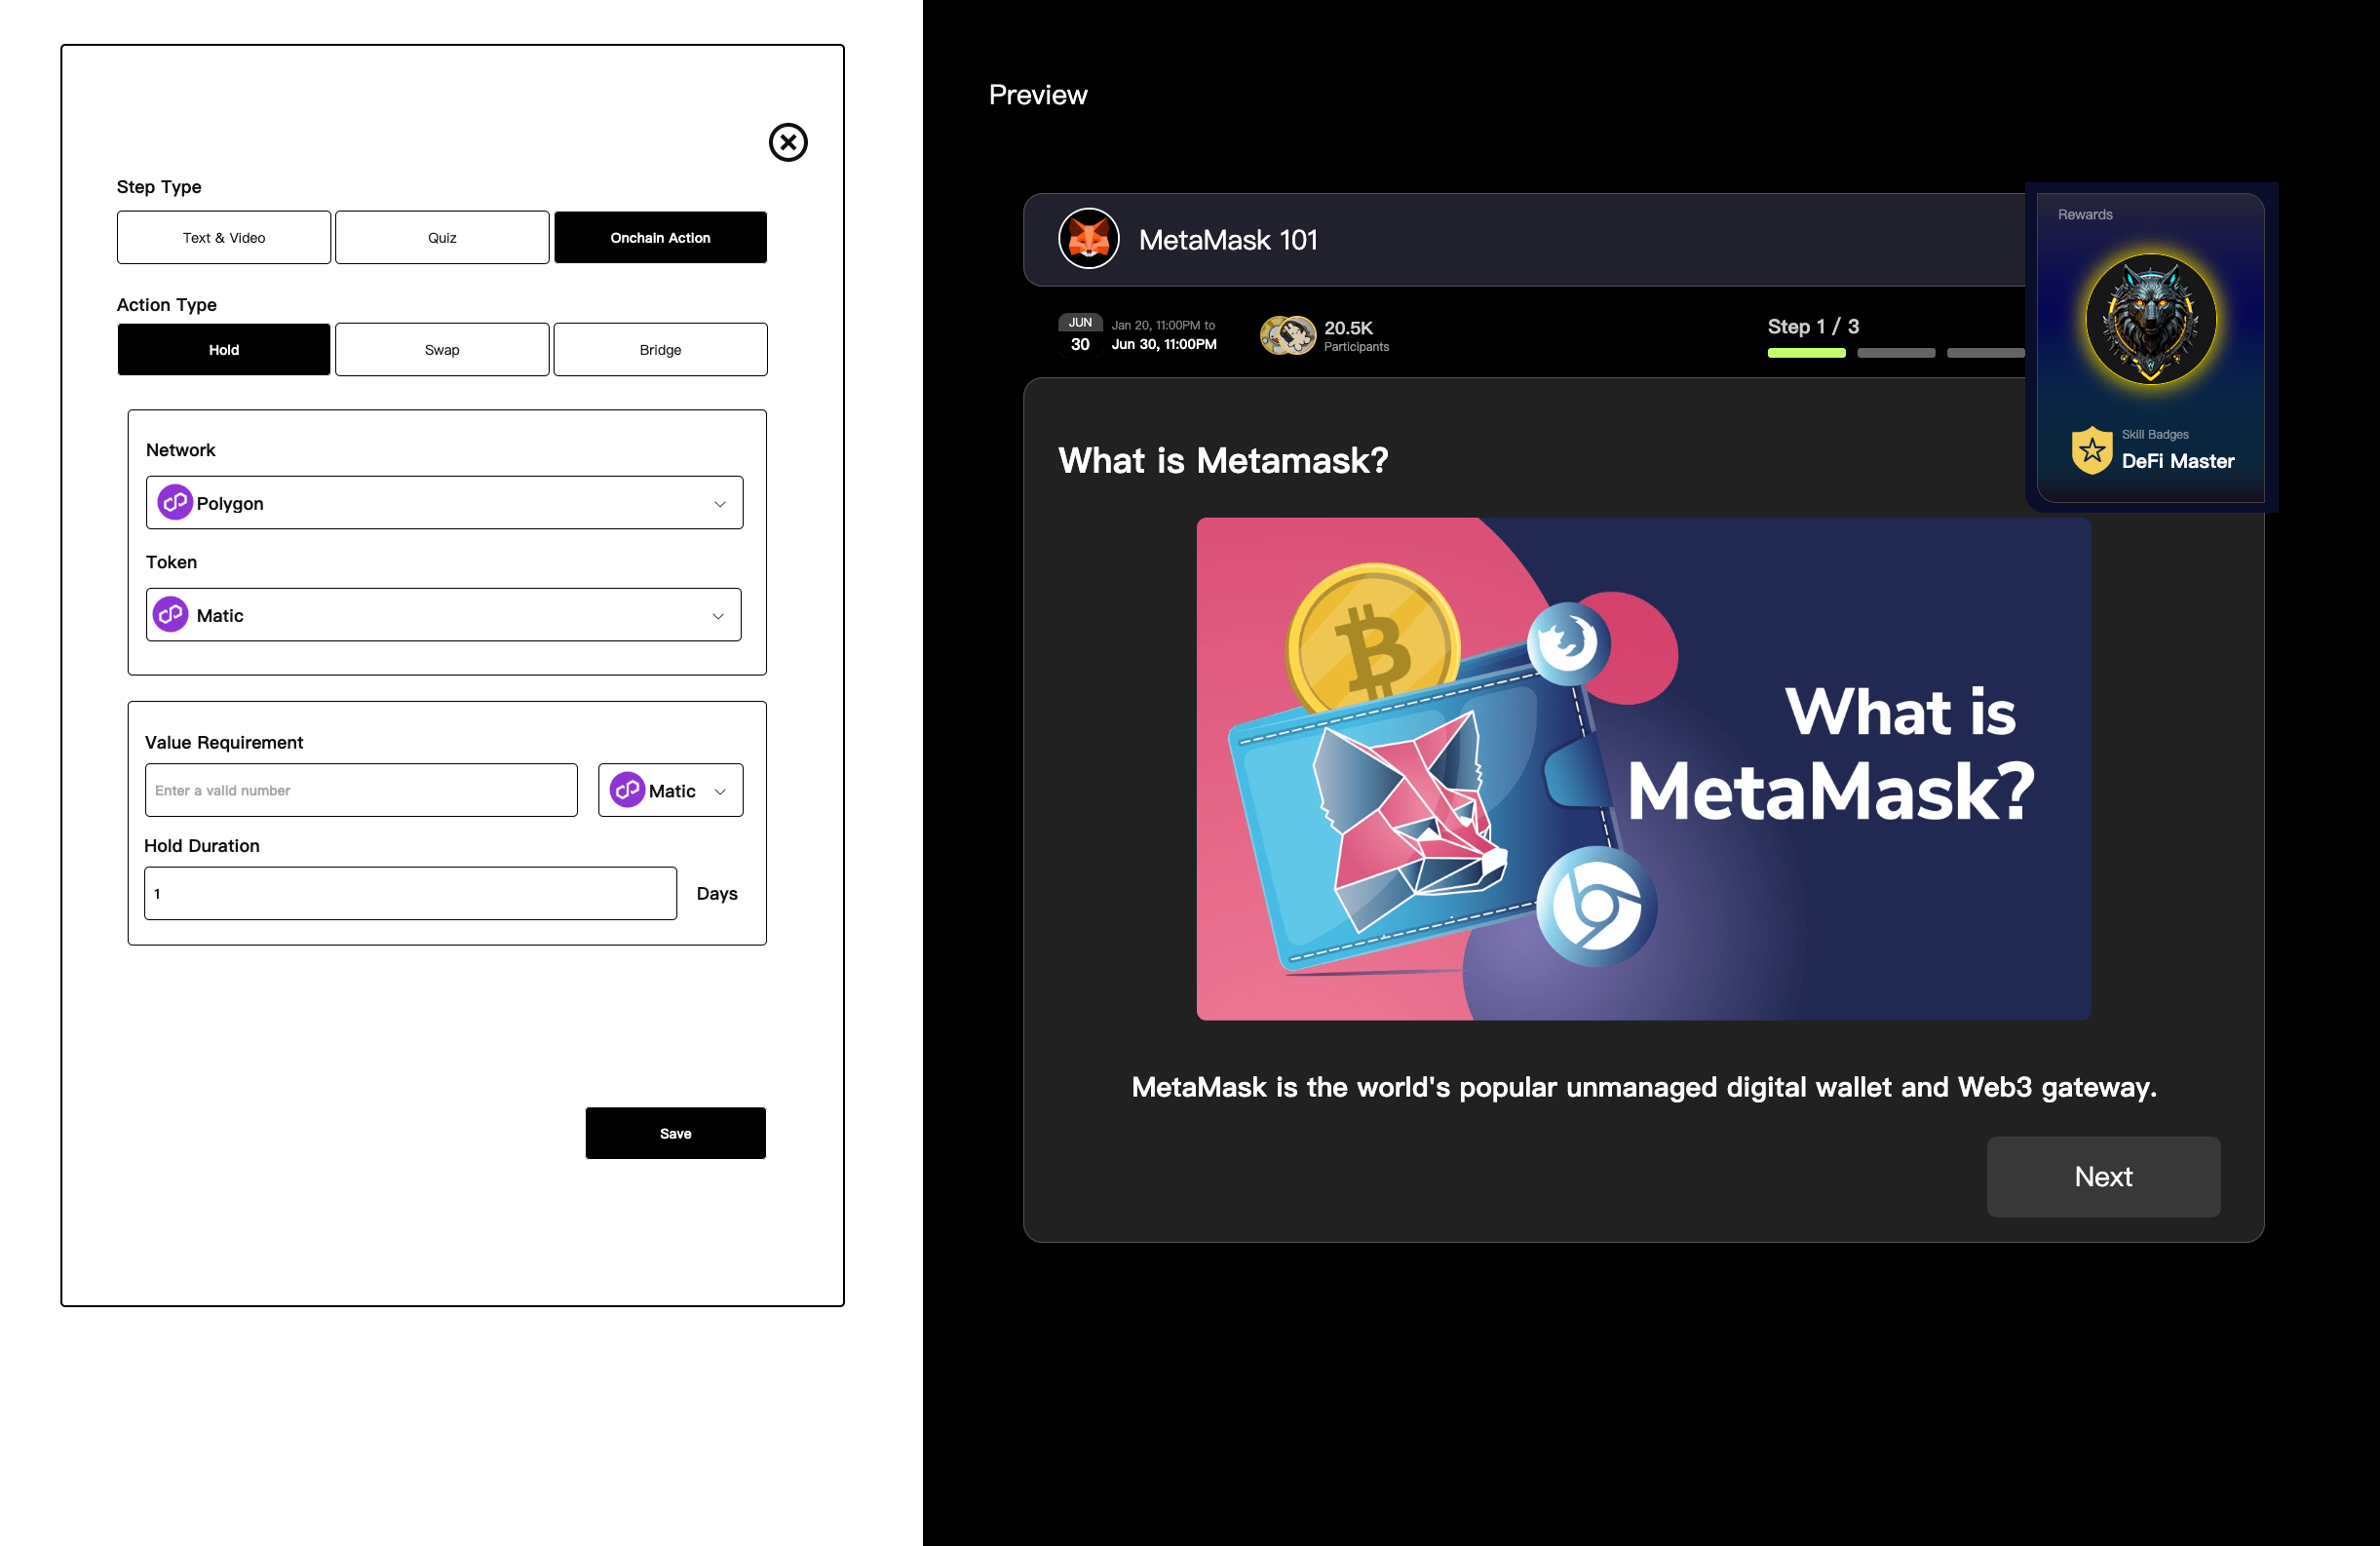 Step Type
Text & Video
Quiz
Onchain Action
Action Type
Hold
Swap
Bridge
Network
Polygon
Token
Matic
Value Requirement
Enter a valid number
Matic
Hold Duration
1
Days
Save
Preview
MetaMask 101
JUN
30
Jan 20, 11:00PM to
Jun 30, 11:00PM
20.5K
Participants
Step 1 / 3
Rewards
Skill Badges
DeFi Master
What is Metamask?
What is
MetaMask?
MetaMask is the world's popular unmanaged digital wallet and Web3 gateway.
Next